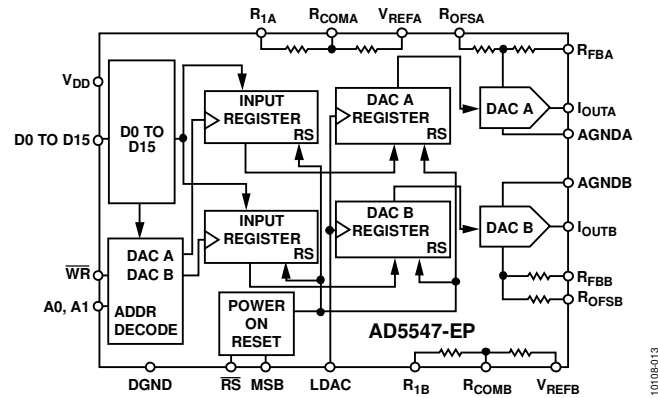 R1A RCOMA VREFA ROFSA
RFBA
VDD
D0 TO D15
D0 TO
D15
INPUT
REGISTER
RS
DAC A
REGISTER
RS
DAC A
IOUTA
AGNDA
AGNDB
INPUT
REGISTER
RS
DAC B
REGISTER
RS
DAC B
IOUTB
RFBB
ROFSB
WR
A0, A1
DAC A
DAC B
ADDR
DECODE
POWER
ON
RESET
AD5547-EP
DGND RS MSB LDAC R1B RCOMB VREFB
10108-013